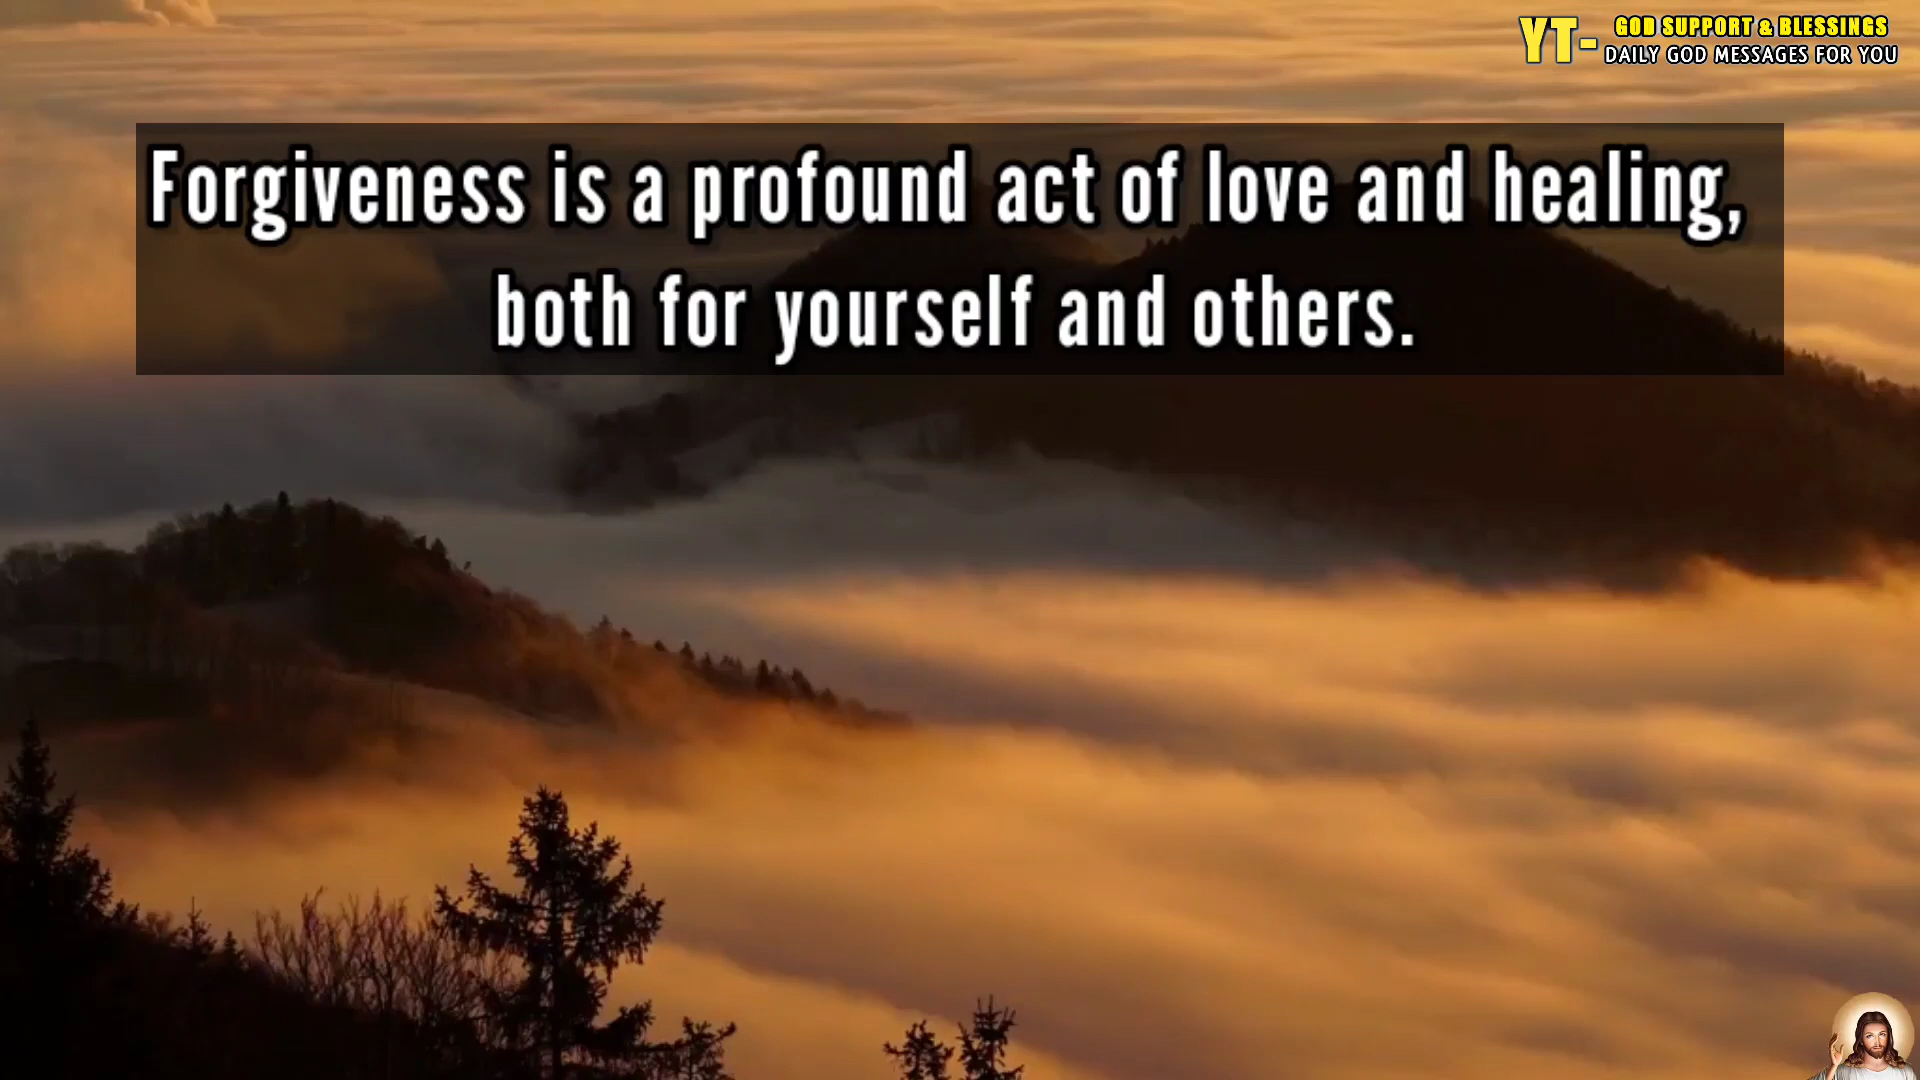 YT- GOD SUPPORT & BLESSINGS
DAILY GOD MESSAGES FOR YOU
Forgiveness is a profound act of love and healing,
both for yourself and others.